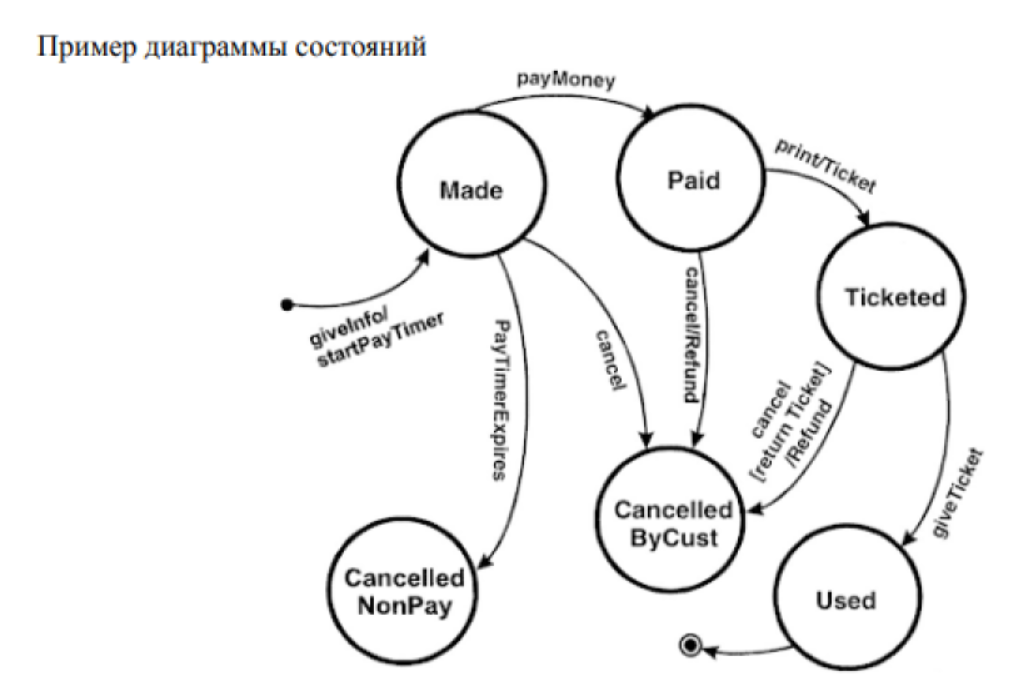 Пример диаграммы состояний
payMoney
Made
Paid
print/Ticket
Ticketed
giveInfo/
startPayTimer
PayTimerExpires
cancel
cancel/Refund
cancel
[return Ticket]
/Refund
giveTicket
Cancelled
ByCust
Cancelled
NonPay
Used